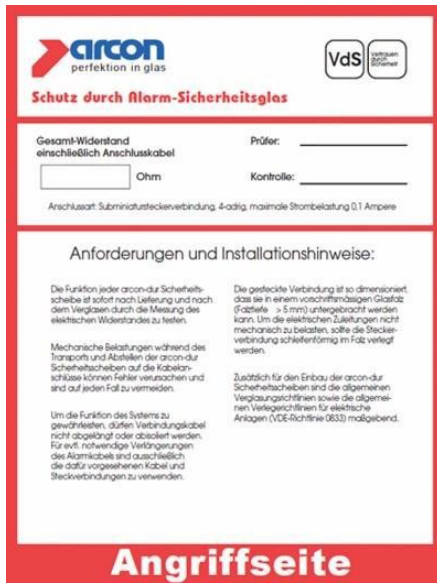 arcon
perfektion in glas
VdS
Vertrauen
durch
Sicherheit
Schutz durch Alarm-Sicherheitsglas
Gesamt-Widerstand
einschließlich Anschlusskabel
Ohm
Prüfer:
Kontrolle:
Anschlussart: Subminiatursteckerverbindung, 4-adrig, maximale Strombelastung 0,1 Ampere
Anforderungen und Installationshinweise:
Die Funktion jeder arcon-dur Sicherheits-
scheibe ist sofort nach Lieferung und nach
dem Verglasen durch die Messung des
elektrischen Widerstandes zu testen.
Mechanische Belastungen während des
Transports und Abstellen der arcon-dur
Sicherheitsscheiben auf die Kabelan-
schlüsse können Fehler verursachen und
sind auf jeden Fall zu vermeiden.
Um die Funktion des Systems zu
gewährleisten, dürfen Verbindungskabel
nicht abgelängt oder abisoliert werden.
Für evtl. notwendige Verlängerungen
des Alarmkabels sind ausschließlich
die dafür vorgesehenen Kabel und
Steckverbindungen zu verwenden.
Die gesteckte Verbindung ist so dimensioniert,
dass sie in einem vorschriftsmässigen Glasfalz
(Falztiefe > 5 mm) untergebracht werden
kann. Um die elektrischen Zuleitungen nicht
mechanisch zu belasten, sollte die Stecker-
verbindung schleifenförmig im Falz verlegt
werden.
Zusätzlich für den Einbau der arcon-dur
Sicherheitsscheiben sind die allgemeinen
Verglasungsrichtlinien sowie die allgemei-
nen Verlegerichtlinien für elektrische
Anlagen (VDE-Richtlinie 0833) maßgebend.
Angriffseite